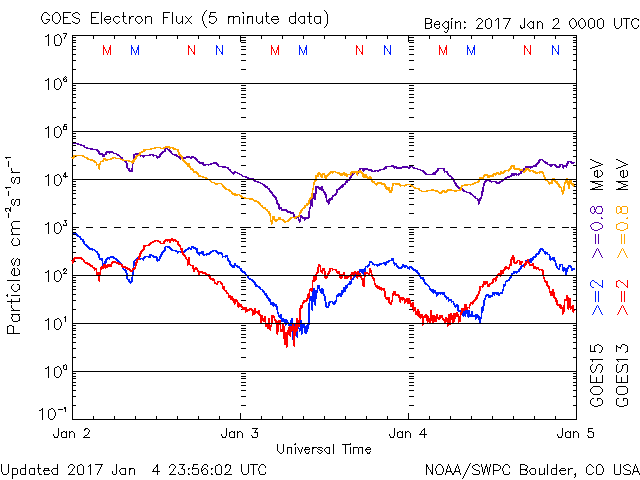 GOES Electron Flux (5 minute data)
Begin: 2017 Jan 2 0000 UTC
10⁷
M M N N M M N N M M N N
10⁶
10⁵
10⁴
10³
10²
10¹
10⁰
10⁻¹
Particles cm⁻²s⁻¹sr⁻¹
Jan 2 Jan 3 Jan 4 Jan 5
Universal Time
GOES15 >=2 >=0.8 MeV
GOES13 >=2 >=0.8 MeV
Updated 2017 Jan 4 23:56:02 UTC
NOAA/SWPC Boulder, CO USA